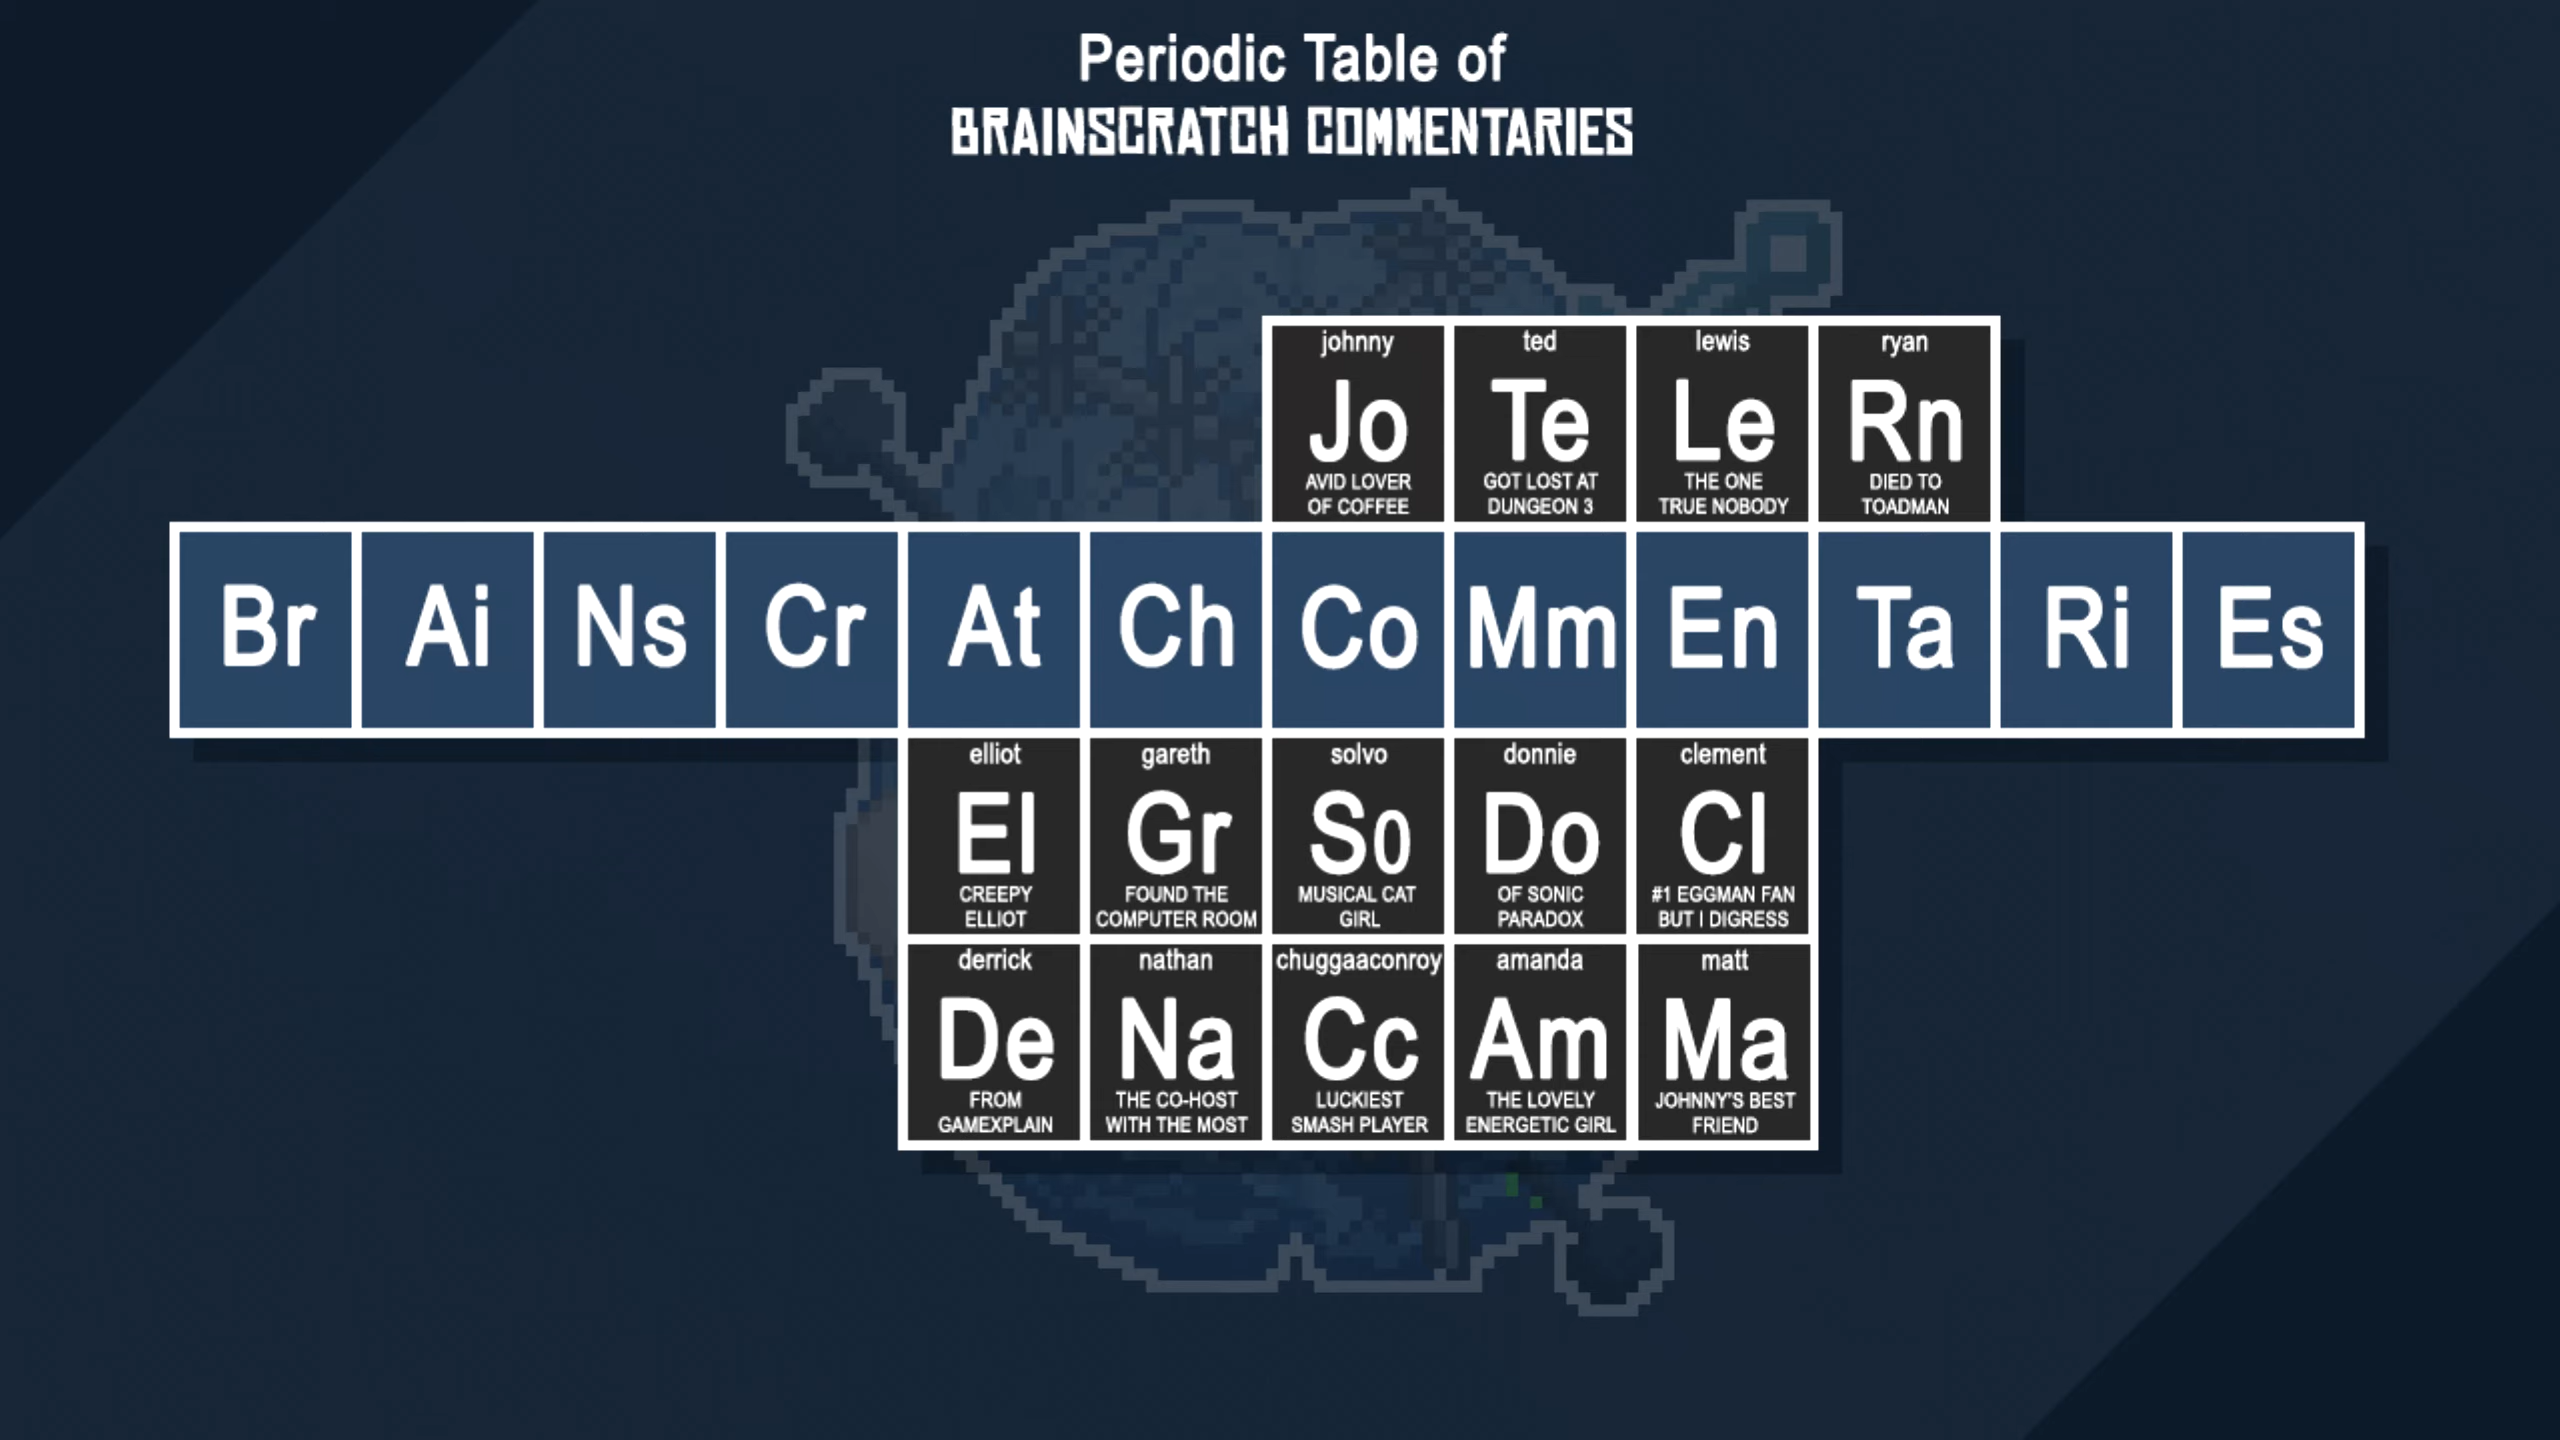 Periodic Table of
BRAINSCRATCH COMMENTARIES
johnny
Jo
AVID LOVER
OF COFFEE
ted
Te
GOT LOST AT
DUNGEON 3
lewis
Le
THE ONE
TRUE NOBODY
ryan
Rn
DIED TO
TOADMAN
Br Ai Ns Cr At Ch Co Mm En Ta Ri Es
elliot
El
CREEPY
ELLIOT
gareth
Gr
FOUND THE
COMPUTER ROOM
solvo
So
MUSICAL CAT
GIRL
donnie
Do
OF SONIC
PARADOX
clement
Cl
#1 EGGMAN FAN
BUT I DIGRESS
derrick
De
FROM
GAMEXPLAIN
nathan
Na
THE CO-HOST
WITH THE MOST
chuggaaconroy
Cc
LUCKIEST
SMASH PLAYER
amanda
Am
THE LOVELY
ENERGETIC GIRL
matt
Ma
JOHNNY'S BEST
FRIEND